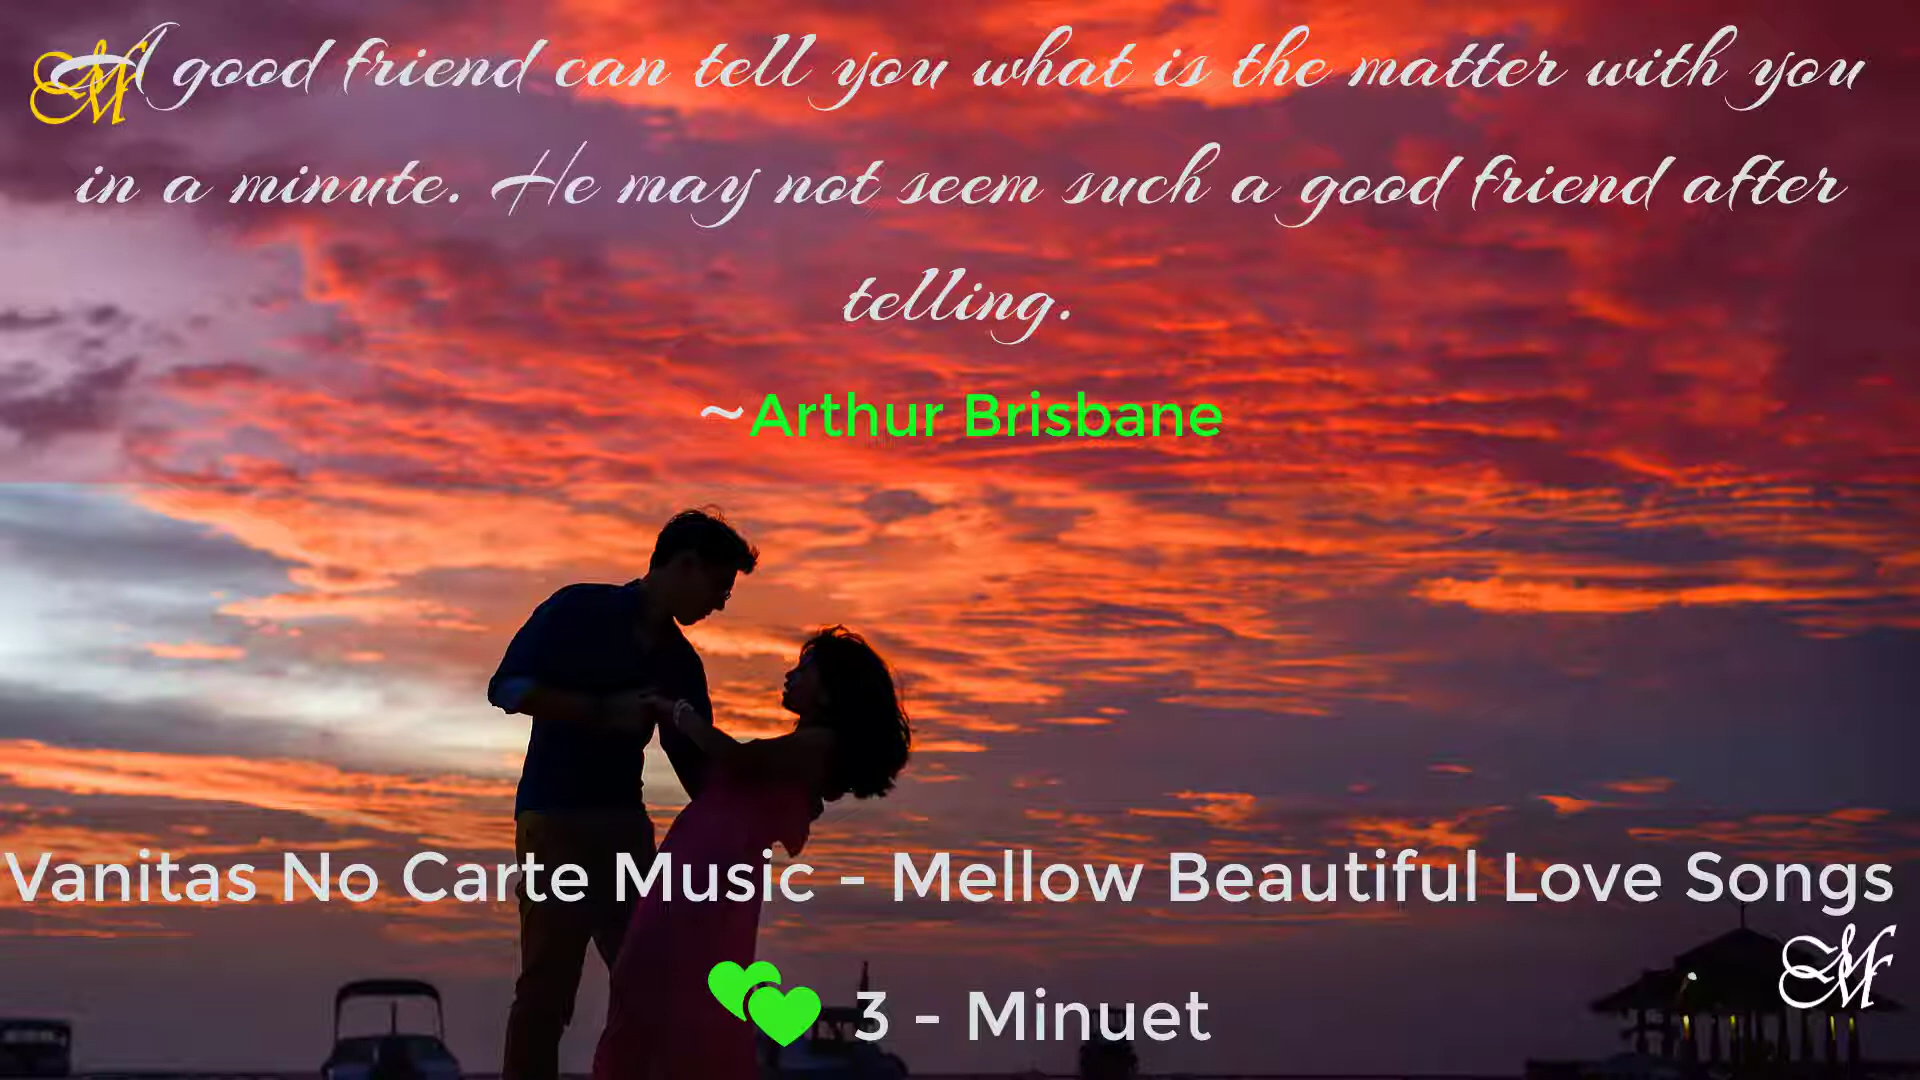 A good friend can tell you what is the matter with you
in a minute. He may not seem such a good friend after
telling.
~Arthur Brisbane
Vanitas No Carte Music - Mellow Beautiful Love Songs
3 - Minuet